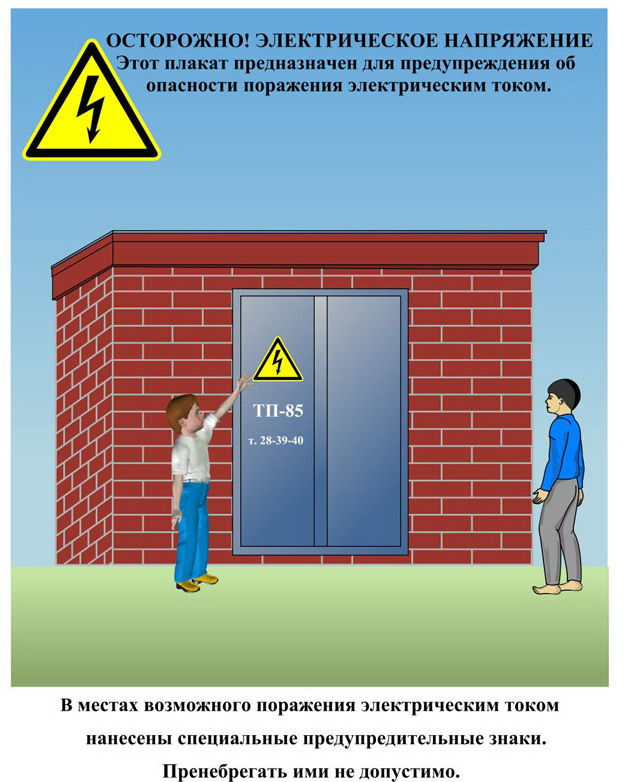 ОСТОРОЖНО! ЭЛЕКТРИЧЕСКОЕ НАПРЯЖЕНИЕ
Этот плакат предназначен для предупреждения об
опасности поражения электрическим током.
ТП-85
т. 28-39-40
В местах возможного поражения электрическим током
нанесены специальные предупредительные знаки.
Пренебрегать ими не допустимо.